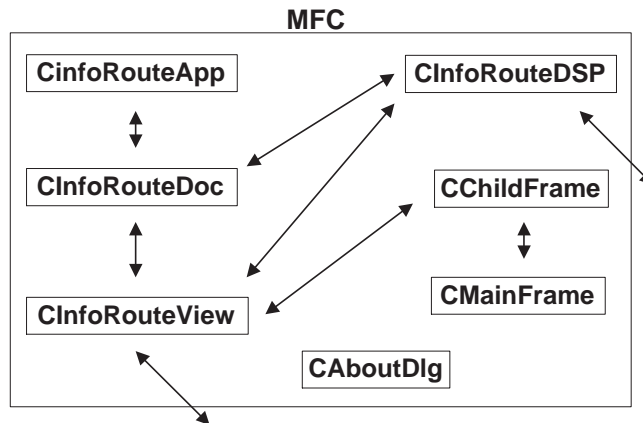 MFC
CinfoRouteApp
CInfoRouteDSP
CInfoRouteDoc
CChildFrame
CInfoRouteView
CMainFrame
CAboutDlg